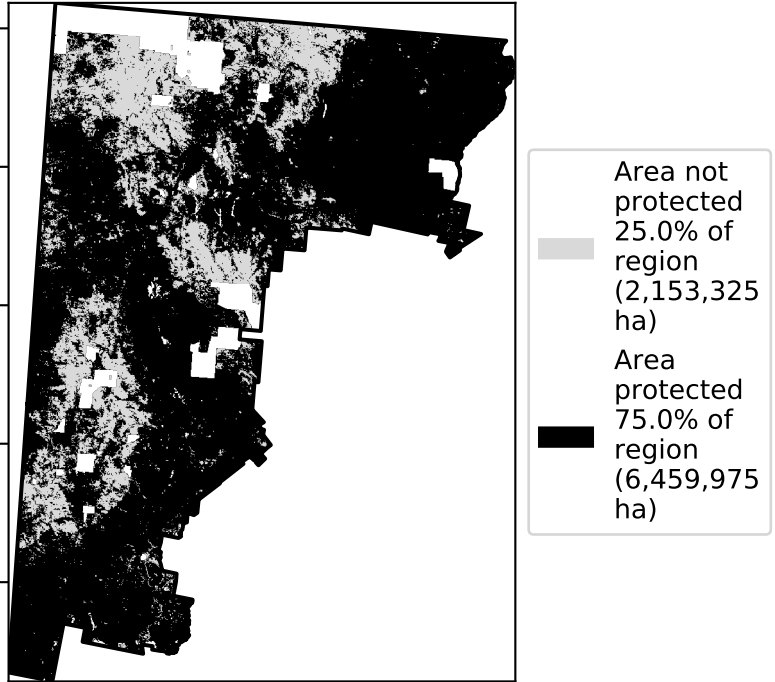 Area not
protected
25.0% of
region
(2,153,325
ha)
Area
protected
75.0% of
region
(6,459,975
ha)